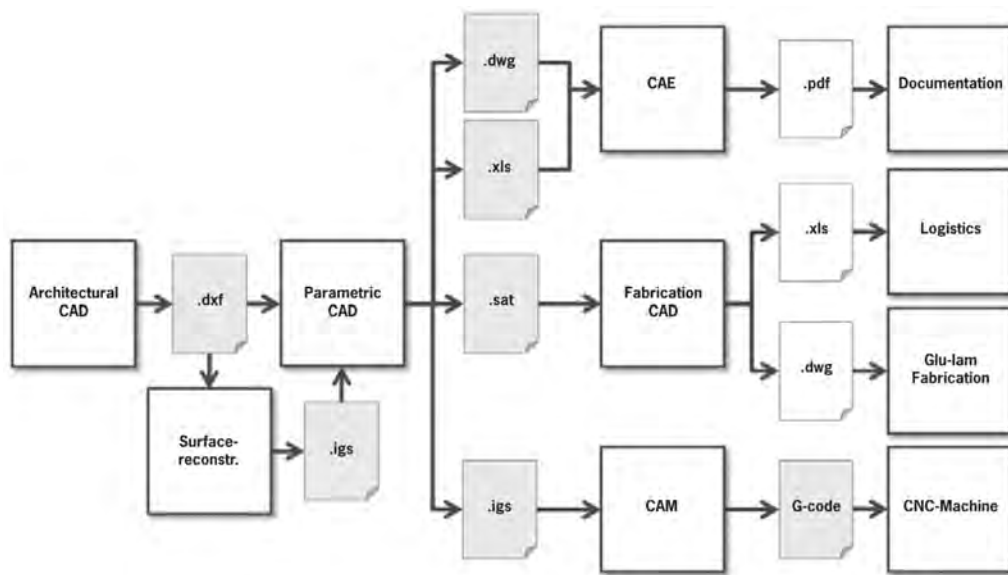 .dwg
CAE
.pdf
Documentation
.xls
.xls
Logistics
Architectural
CAD
.dxf
Parametric
CAD
.sat
Fabrication
CAD
.dwg
Glu-lam
Fabrication
Surface-
reconstr.
.igs
.igs
CAM
G-code
CNC-Machine